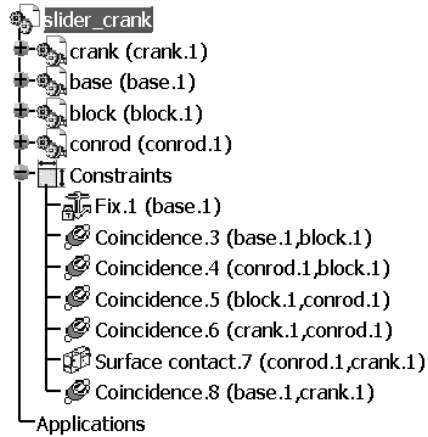 slider_crank
crank (crank.1)
base (base.1)
block (block.1)
conrod (conrod.1)
Constraints
Fix.1 (base.1)
Coincidence.3 (base.1,block.1)
Coincidence.4 (conrod.1,block.1)
Coincidence.5 (block.1,conrod.1)
Coincidence.6 (crank.1,conrod.1)
Surface contact.7 (conrod.1,crank.1)
Coincidence.8 (base.1,crank.1)
Applications